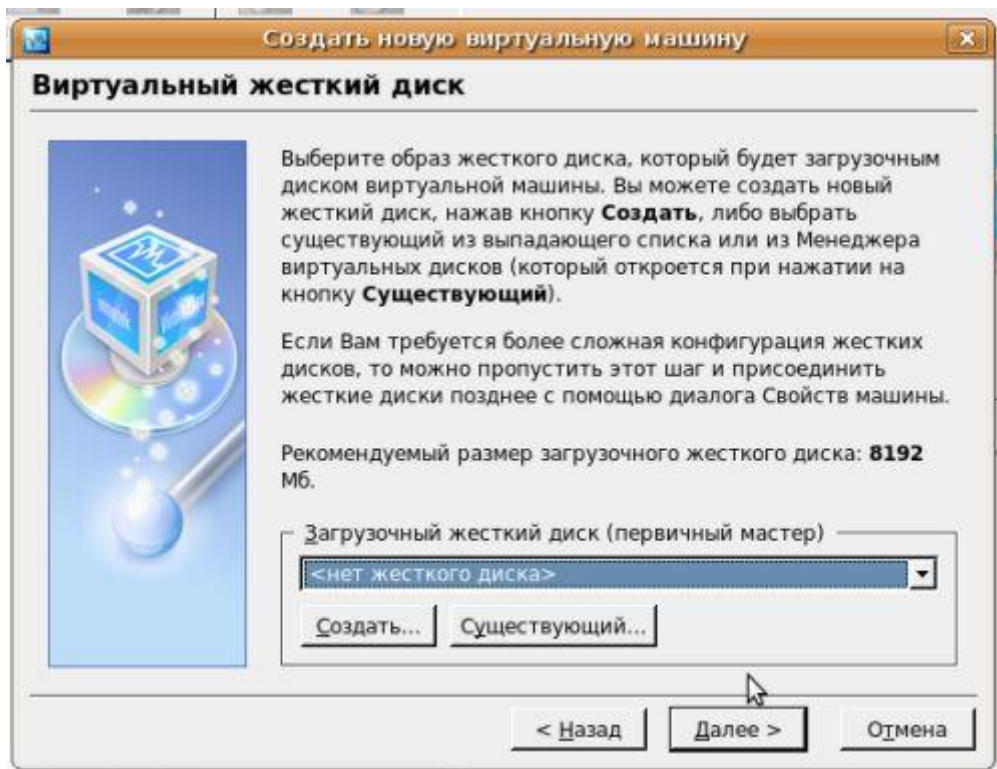 Создать новую виртуальную машину
Виртуальный жесткий диск
Выберите образ жесткого диска, который будет загрузочным
диском виртуальной машины. Вы можете создать новый
жесткий диск, нажав кнопку Создать, либо выбрать
существующий из выпадающего списка или из Менеджера
виртуальных дисков (который откроется при нажатии на
кнопку Существующий).
Если Вам требуется более сложная конфигурация жестких
дисков, то можно пропустить этот шаг и присоединить
жесткие диски позднее с помощью диалога Свойств машины.
Рекомендуемый размер загрузочного жесткого диска: 8192
Мб.
Загрузочный жесткий диск (первичный мастер)
<нет жесткого диска>
Создать... Существующий...
< Назад Далее > Отмена